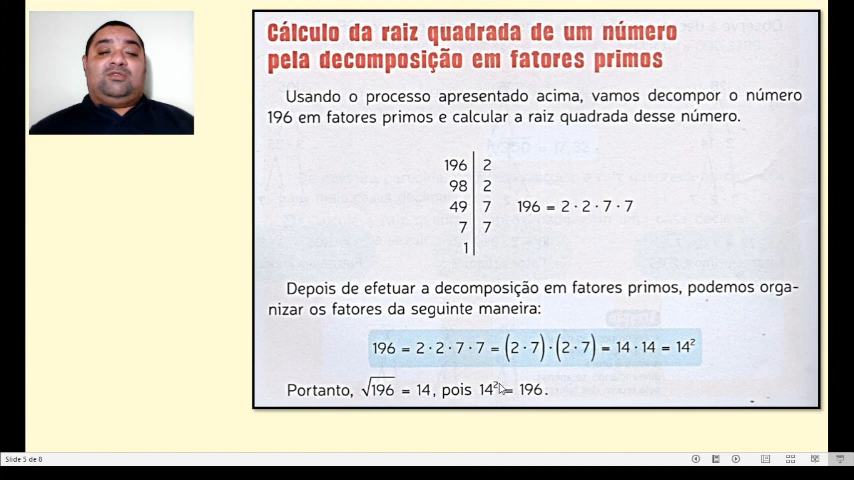 Cálculo da raiz quadrada de um número
pela decomposição em fatores primos
Usando o processo apresentado acima, vamos decompor o número
196 em fatores primos e calcular a raiz quadrada desse número.
196 | 2
98 | 2
49 | 7 196 = 2 · 2 · 7 · 7
7 | 7
1 |
Depois de efetuar a decomposição em fatores primos, podemos orga-
nizar os fatores da seguinte maneira:
196 = 2 · 2 · 7 · 7 = (2 · 7) · (2 · 7) = 14 · 14 = 14²
Portanto, √196 = 14, pois 14² = 196.
Slide 5 de 8